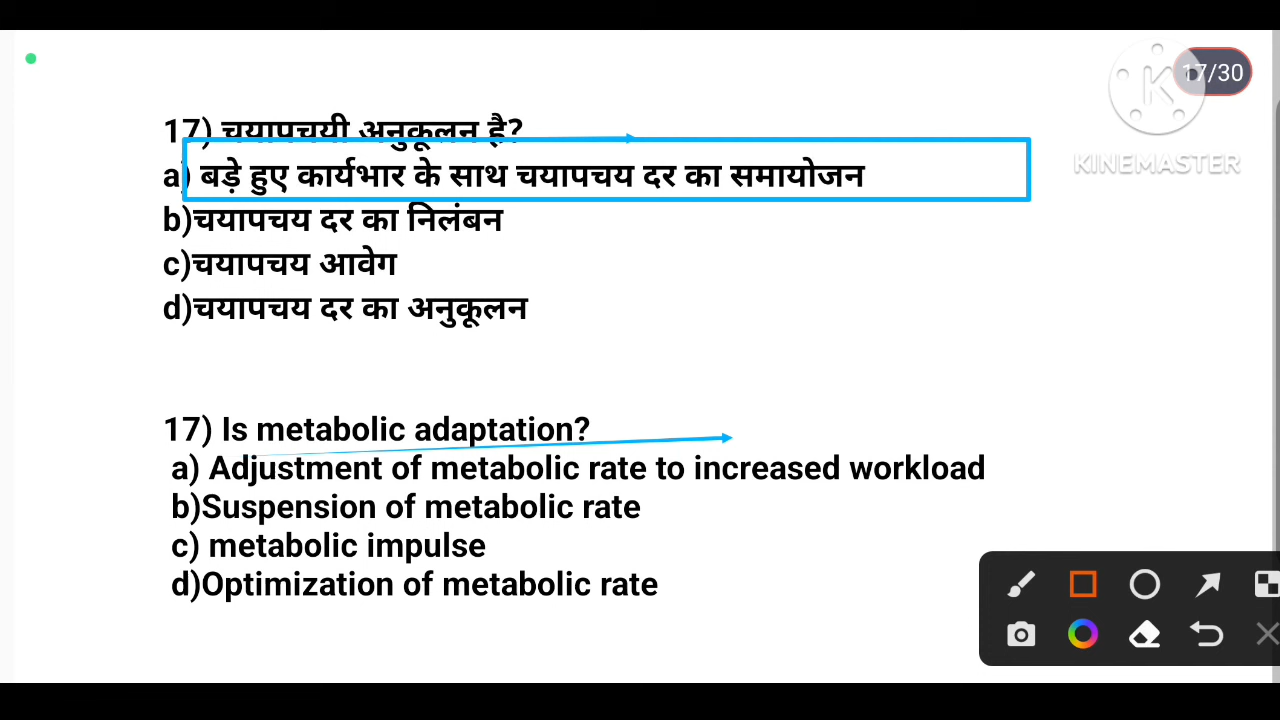 17/30
KINEMASTER
17) चयापचयी अनुकूलन है?
a) बड़े हुए कार्यभार के साथ चयापचय दर का समायोजन
b)चयापचय दर का निलंबन
c)चयापचय आवेग
d)चयापचय दर का अनुकूलन
17) Is metabolic adaptation?
a) Adjustment of metabolic rate to increased workload
b)Suspension of metabolic rate
c) metabolic impulse
d)Optimization of metabolic rate